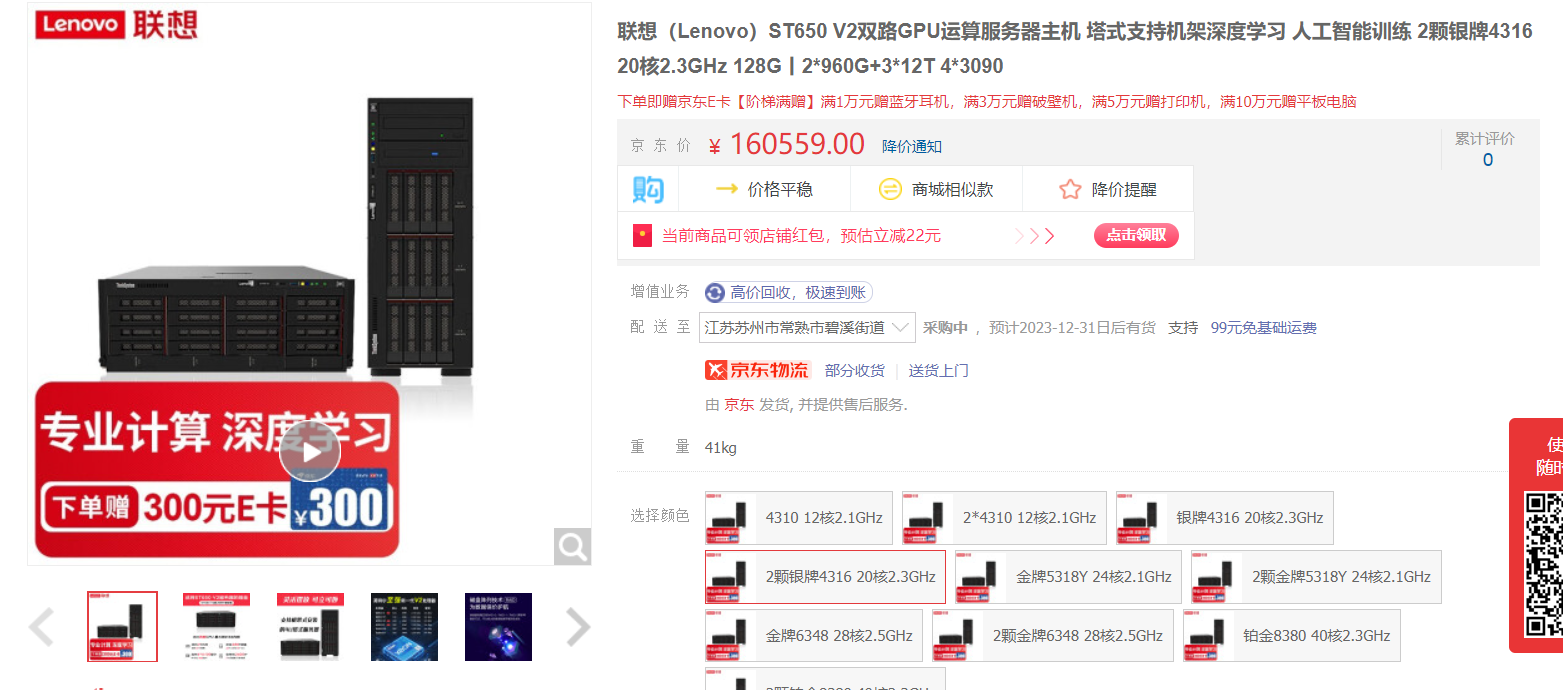 Lenovo 联想
联想（Lenovo）ST650 V2双路GPU运算服务器主机 塔式支持机架深度学习 人工智能训练 2颗银牌4316
20核2.3GHz 128G丨2*960G+3*12T 4*3090
下单即赠京东E卡【阶梯满赠】满1万元赠蓝牙耳机，满3万元赠破壁机，满5万元赠打印机，满10万元赠平板电脑
京东价 ￥ 160559.00 降价通知
累计评价
0
购 价格平稳 商城相似款 降价提醒
当前商品可领店铺红包，预估立减22元 点击领取
增值业务 高价回收，极速到账
配送至 江苏苏州市常熟市碧溪街道 采购中 ，预计2023-12-31日后有货 支持 99元免基础运费
京东物流 部分收货 送货上门
由 京东 发货, 并提供售后服务.
重量 41kg
专业计算 深度学习
下单赠 300元E卡 ¥300
使
随时
选择颜色 4310 12核2.1GHz 2*4310 12核2.1GHz 银牌4316 20核2.3GHz
2颗银牌4316 20核2.3GHz 金牌5318Y 24核2.1GHz 2颗金牌5318Y 24核2.1GHz
金牌6348 28核2.5GHz 2颗金牌6348 28核2.5GHz 铂金8380 40核2.3GHz